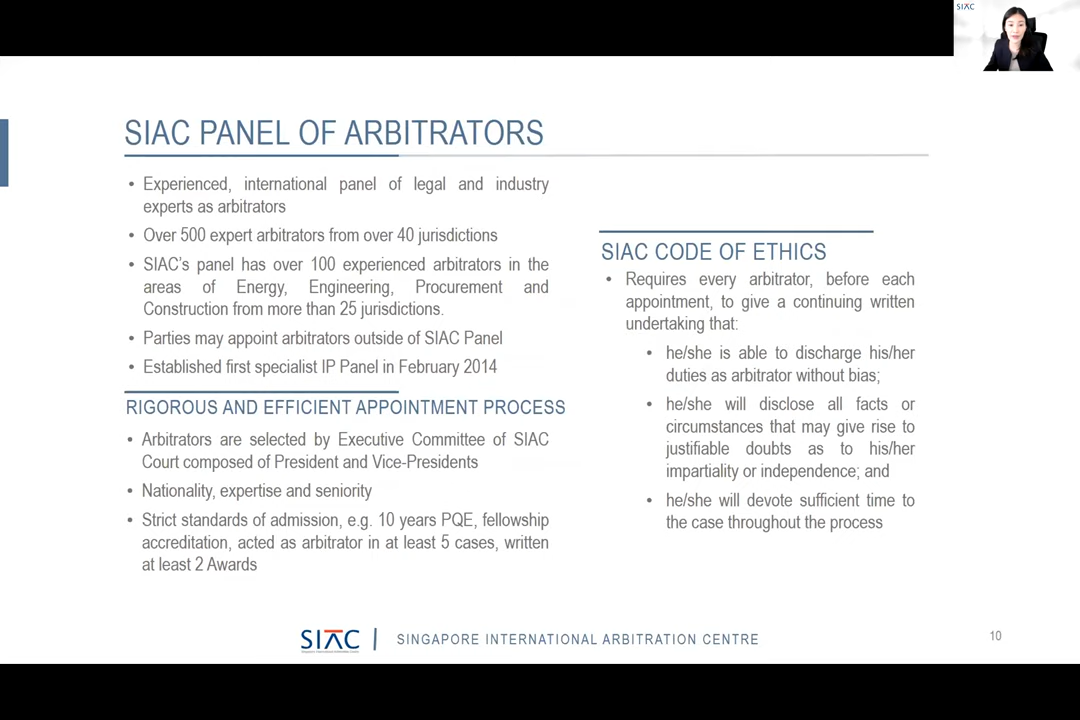 SIAC
SIAC PANEL OF ARBITRATORS
• Experienced, international panel of legal and industry
experts as arbitrators
• Over 500 expert arbitrators from over 40 jurisdictions
• SIAC's panel has over 100 experienced arbitrators in the
areas of Energy, Engineering, Procurement and
Construction from more than 25 jurisdictions.
• Parties may appoint arbitrators outside of SIAC Panel
• Established first specialist IP Panel in February 2014
RIGOROUS AND EFFICIENT APPOINTMENT PROCESS
• Arbitrators are selected by Executive Committee of SIAC
Court composed of President and Vice-Presidents
• Nationality, expertise and seniority
• Strict standards of admission, e.g. 10 years PQE, fellowship
accreditation, acted as arbitrator in at least 5 cases, written
at least 2 Awards
SIAC CODE OF ETHICS
• Requires every arbitrator, before each
appointment, to give a continuing written
undertaking that:
• he/she is able to discharge his/her
duties as arbitrator without bias;
• he/she will disclose all facts or
circumstances that may give rise to
justifiable doubts as to his/her
impartiality or independence; and
• he/she will devote sufficient time to
the case throughout the process
SIAC | SINGAPORE INTERNATIONAL ARBITRATION CENTRE
10